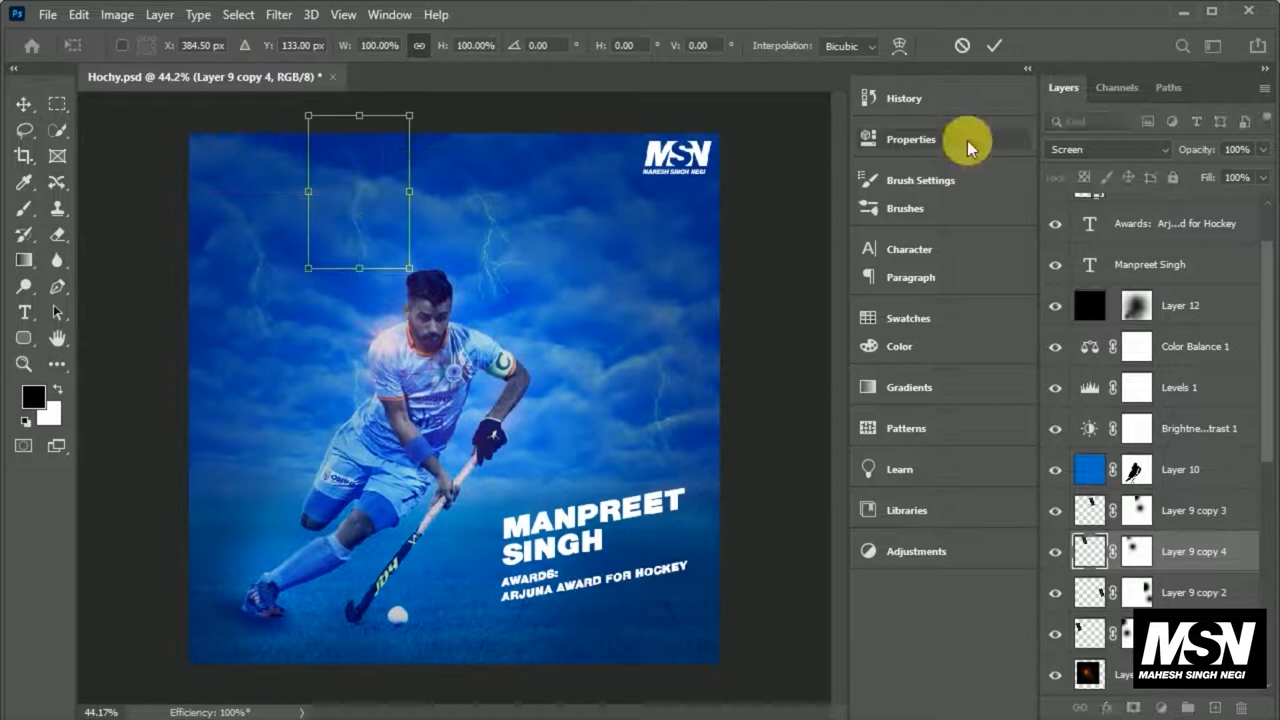 Ps File Edit Image Layer Type Select Filter 3D View Window Help
X: 384.50 px Y: 133.00 px W: 100.00% H: 100.00% 0.00 ° H: 0.00 ° V: 0.00 ° Interpolation: Bicubic
Hochy.psd @ 44.2% (Layer 9 copy 4, RGB/8) * ×
History
Properties
Brush Settings
Brushes
Character
Paragraph
Swatches
Color
Gradients
Patterns
Learn
Libraries
Adjustments
Layers Channels Paths
Kind
Screen Opacity: 100%
Lock: Fill: 100%
Awards: Arj...d for Hockey
Manpreet Singh
Layer 12
Color Balance 1
Levels 1
Brightne...trast 1
Layer 10
Layer 9 copy 3
Layer 9 copy 4
Layer 9 copy 2
MSN
MAHESH SINGH NEGI
MANPREET
SINGH
AWARDS:
ARJUNA AWARD FOR HOCKEY
MSN
MAHESH SINGH NEGI
44.17% Efficiency: 100%*